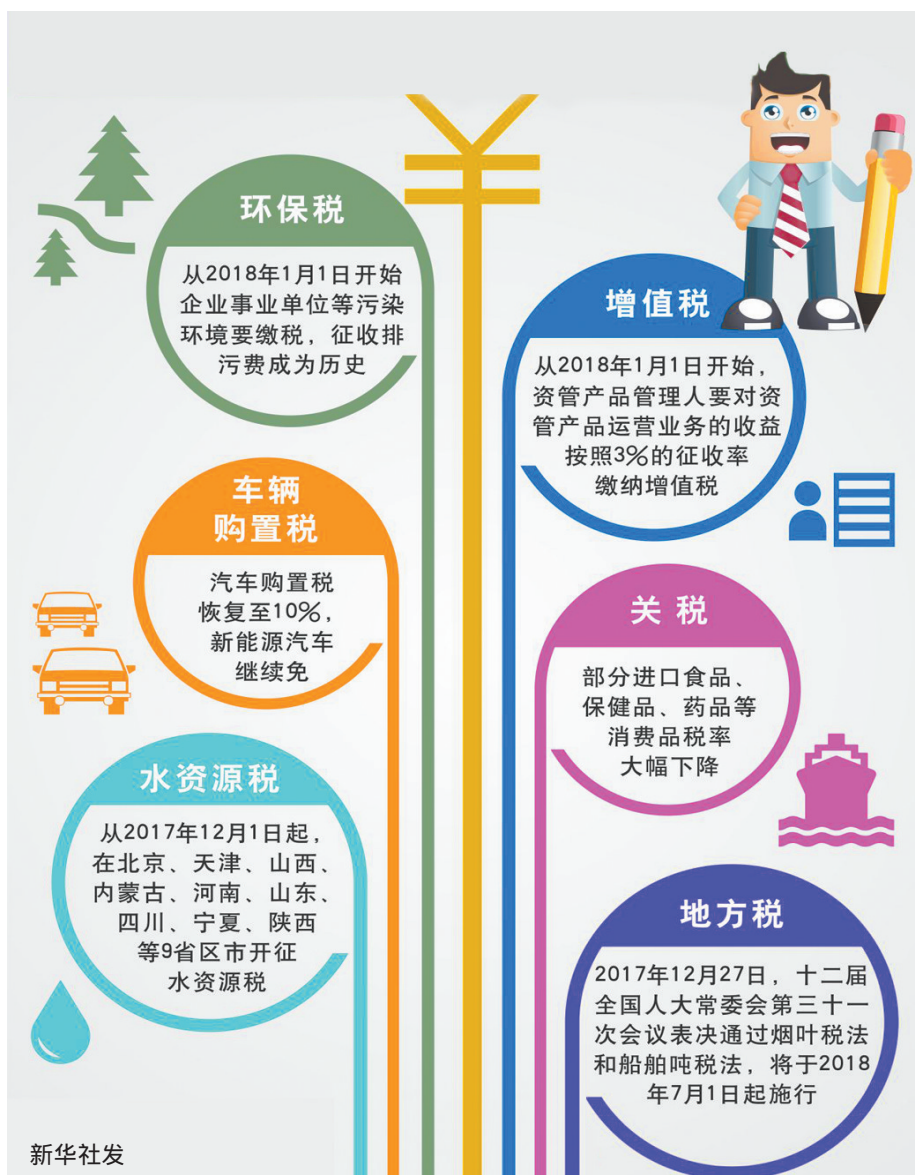 环保税
从2018年1月1日开始
企业事业单位等污染
环境要缴税，征收排
污费成为历史
增值税
从2018年1月1日开始，
资管产品管理人要对资
管产品运营业务的收益
按照3%的征收率
缴纳增值税
车辆
购置税
汽车购置税
恢复至10%，
新能源汽车
继续免
关 税
部分进口食品、
保健品、药品等
消费品税率
大幅下降
水资源税
从2017年12月1日起，
在北京、天津、山西、
内蒙古、河南、山东、
四川、宁夏、陕西
等9省区市开征
水资源税
地方税
2017年12月27日，十二届
全国人大常委会第三十一
次会议表决通过烟叶税法
和船舶吨税法，将于2018
年7月1日起施行
新华社发